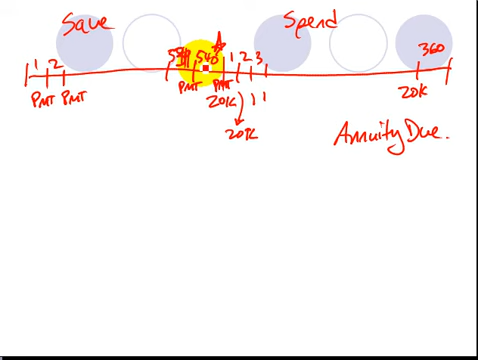 Save Spend
1 2 540 1 2 3 360
PMT PMT PMT PMT 20K 20K
20K
Annuity Due.